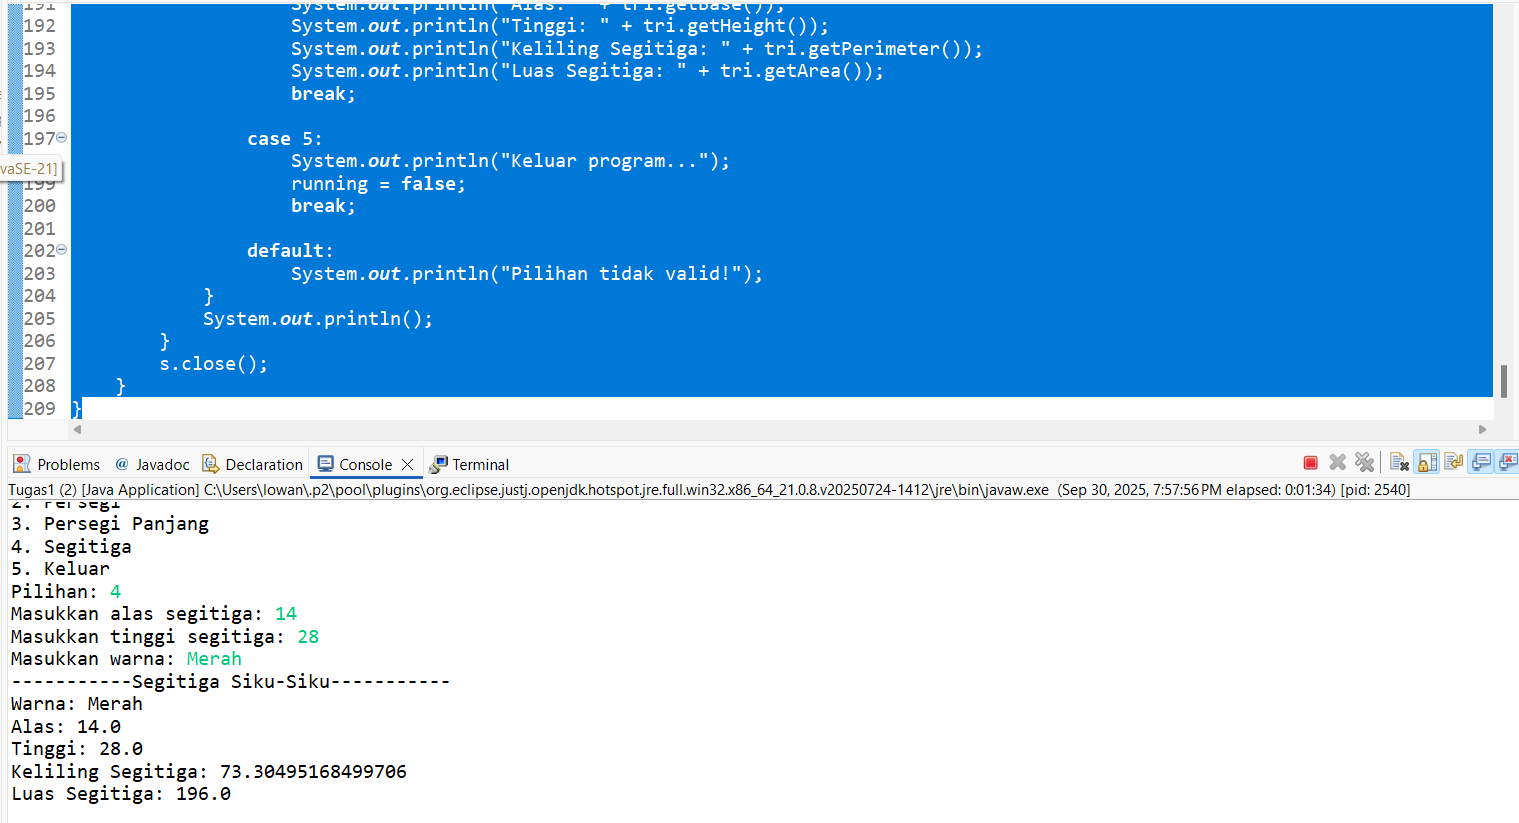 191 System.out.println("Alas: " + tri.getBase());
192 System.out.println("Tinggi: " + tri.getHeight());
193 System.out.println("Keliling Segitiga: " + tri.getPerimeter());
194 System.out.println("Luas Segitiga: " + tri.getArea());
195 break;
196
197 case 5:
vaSE-21] System.out.println("Keluar program...");
199 running = false;
200 break;
201
202 default:
203 System.out.println("Pilihan tidak valid!");
204 }
205 System.out.println();
206 }
207 s.close();
208 }
209 }
Problems @ Javadoc Declaration Console Terminal
Tugas1 (2) [Java Application] C:\Users\lowan\.p2\pool\plugins\org.eclipse.justj.openjdk.hotspot.jre.full.win32.x86_64_21.0.8.v20250724-1412\jre\bin\javaw.exe (Sep 30, 2025, 7:57:56 PM elapsed: 0:01:34) [pid: 2540]
2. Persegi
3. Persegi Panjang
4. Segitiga
5. Keluar
Pilihan: 4
Masukkan alas segitiga: 14
Masukkan tinggi segitiga: 28
Masukkan warna: Merah
-----------Segitiga Siku-Siku-----------
Warna: Merah
Alas: 14.0
Tinggi: 28.0
Keliling Segitiga: 73.30495168499706
Luas Segitiga: 196.0